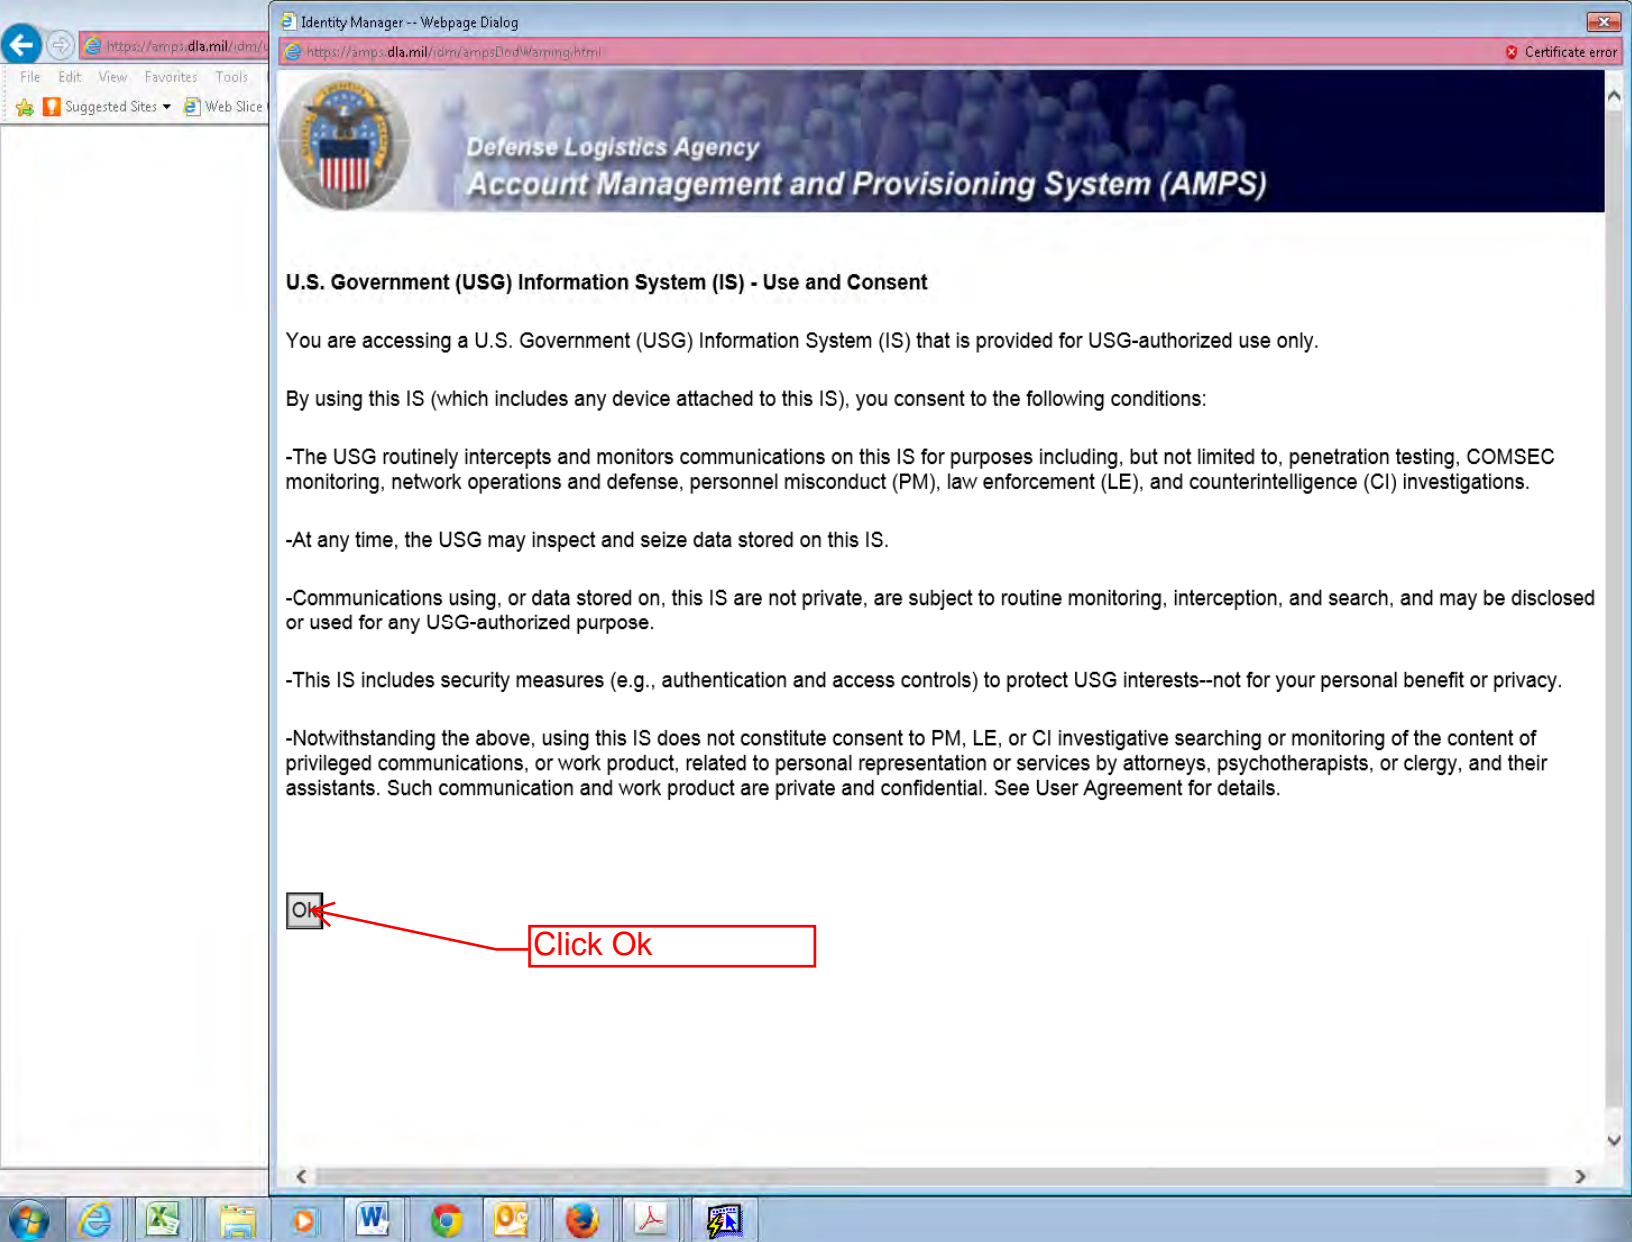 Identity Manager -- Webpage Dialog
https://amps.dla.mil/idm/u
https://amps.dla.mil/idm/ampsDodWarning.html
Certificate error
File Edit View Favorites Tools
Suggested Sites
Web Slice
Defense Logistics Agency
Account Management and Provisioning System (AMPS)
U.S. Government (USG) Information System (IS) - Use and Consent
You are accessing a U.S. Government (USG) Information System (IS) that is provided for USG-authorized use only.
By using this IS (which includes any device attached to this IS), you consent to the following conditions:
-The USG routinely intercepts and monitors communications on this IS for purposes including, but not limited to, penetration testing, COMSEC
monitoring, network operations and defense, personnel misconduct (PM), law enforcement (LE), and counterintelligence (CI) investigations.
-At any time, the USG may inspect and seize data stored on this IS.
-Communications using, or data stored on, this IS are not private, are subject to routine monitoring, interception, and search, and may be disclosed
or used for any USG-authorized purpose.
-This IS includes security measures (e.g., authentication and access controls) to protect USG interests--not for your personal benefit or privacy.
-Notwithstanding the above, using this IS does not constitute consent to PM, LE, or CI investigative searching or monitoring of the content of
privileged communications, or work product, related to personal representation or services by attorneys, psychotherapists, or clergy, and their
assistants. Such communication and work product are private and confidential. See User Agreement for details.
Ok
Click Ok